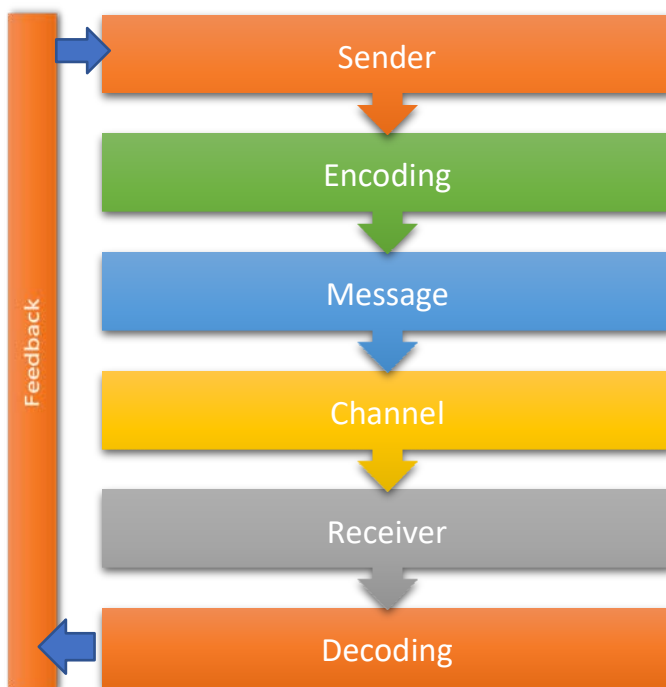 Sender
Encoding
Message
Channel
Receiver
Decoding
Feedback